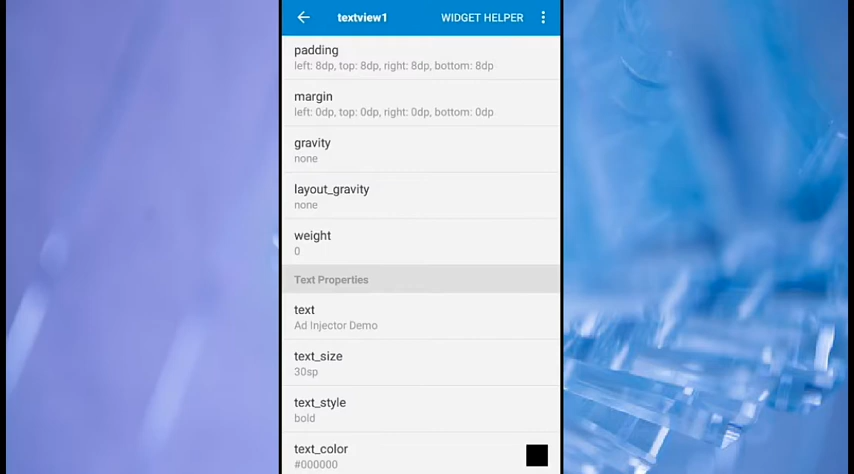 textview1
WIDGET HELPER
padding
left: 8dp, top: 8dp, right: 8dp, bottom: 8dp
margin
left: 0dp, top: 0dp, right: 0dp, bottom: 0dp
gravity
none
layout_gravity
none
weight
0
Text Properties
text
Ad Injector Demo
text_size
30sp
text_style
bold
text_color
#000000